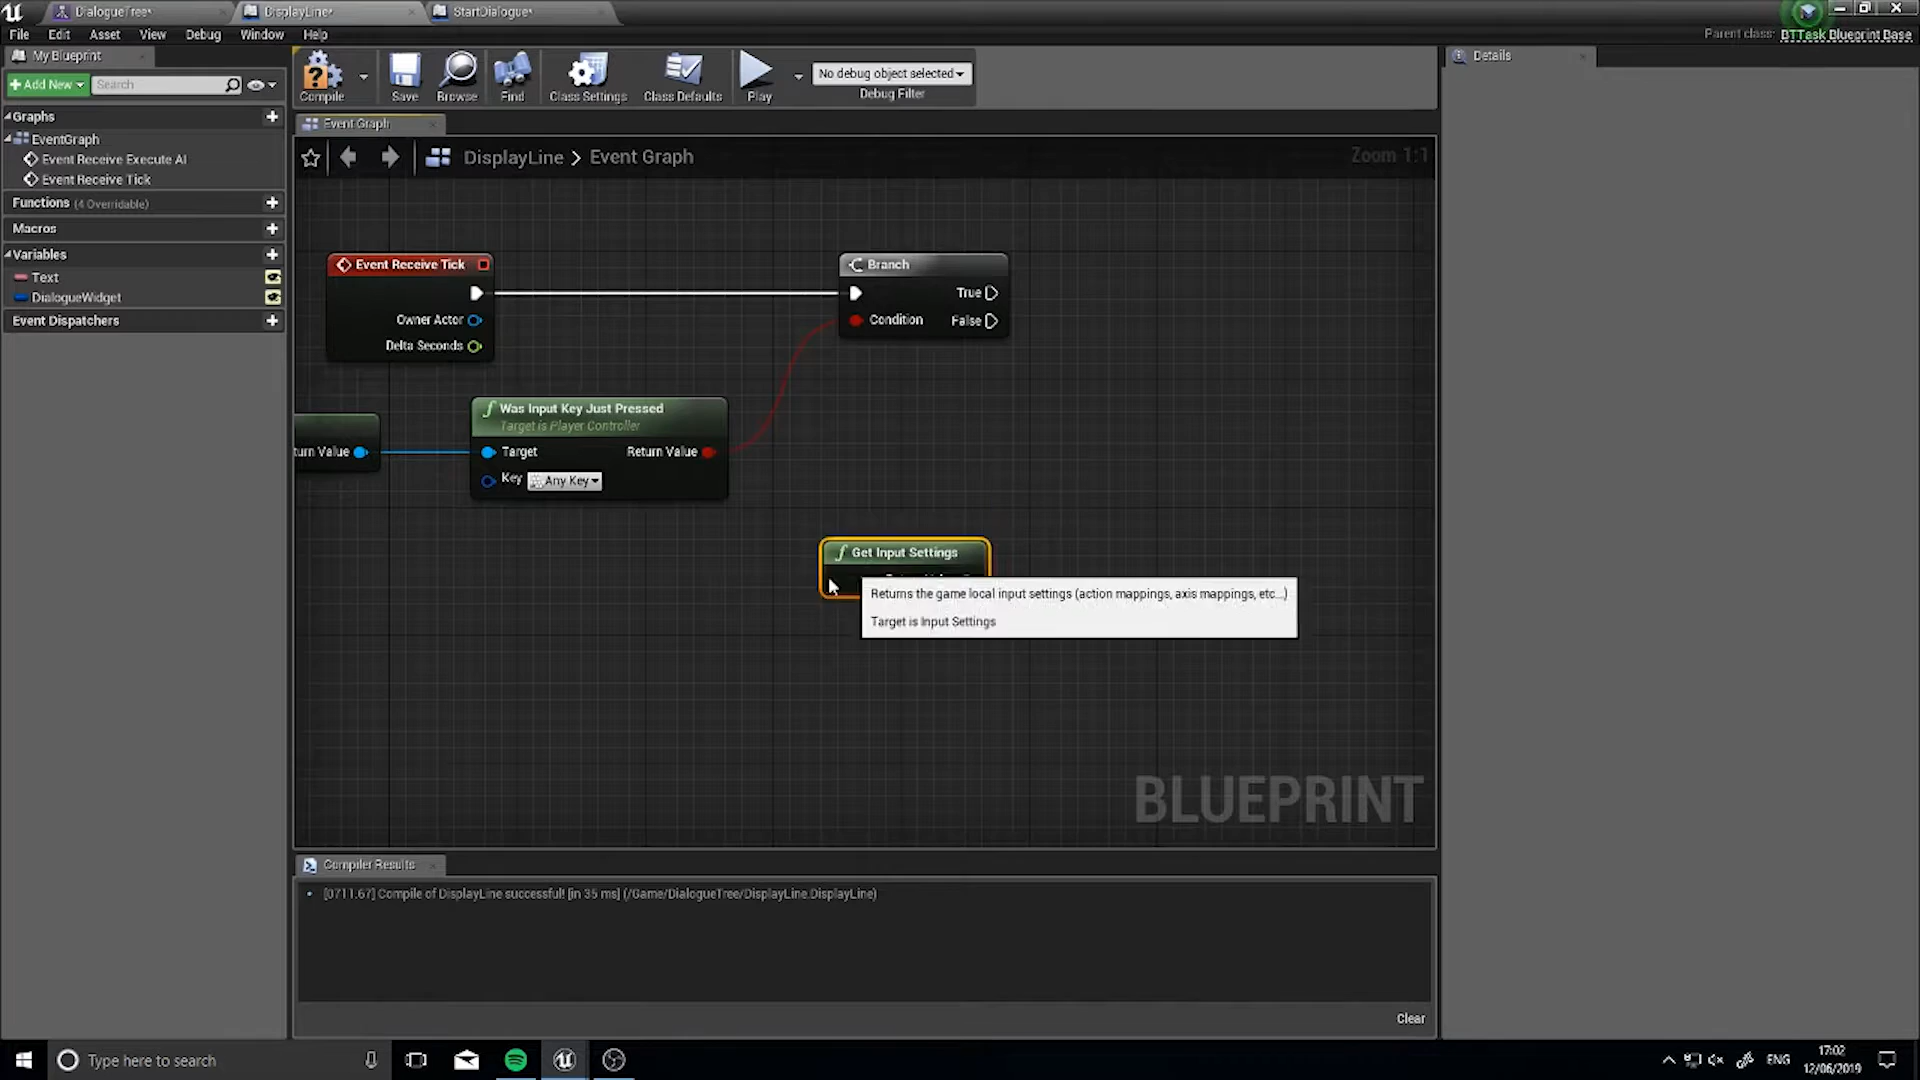 DialogueTree*
DisplayLine*
StartDialogue*
File Edit Asset View Debug Window Help
Parent class: BTTask Blueprint Base
My Blueprint
Details
Add New
Search
Compile
Save
Browse
Find
Class Settings
Class Defaults
Play
No debug object selected
Debug Filter
Graphs
EventGraph
Event Receive Execute AI
Event Receive Tick
Functions (4 Overridable)
Macros
Variables
Text
DialogueWidget
Event Dispatchers
Event Graph
DisplayLine > Event Graph
Zoom 1:1
Event Receive Tick
Owner Actor
Delta Seconds
Branch
True
Condition
False
Was Input Key Just Pressed
Target is Player Controller
turn Value
Target
Return Value
Key
Any Key
Get Input Settings
Returns the game local input settings (action mappings, axis mappings, etc...)
Target is Input Settings
BLUEPRINT
Compiler Results
[0711.67] Compile of DisplayLine successful! [in 35 ms] (/Game/DialogueTree/DisplayLine.DisplayLine)
Clear
Type here to search
ENG
17:02
12/06/2019